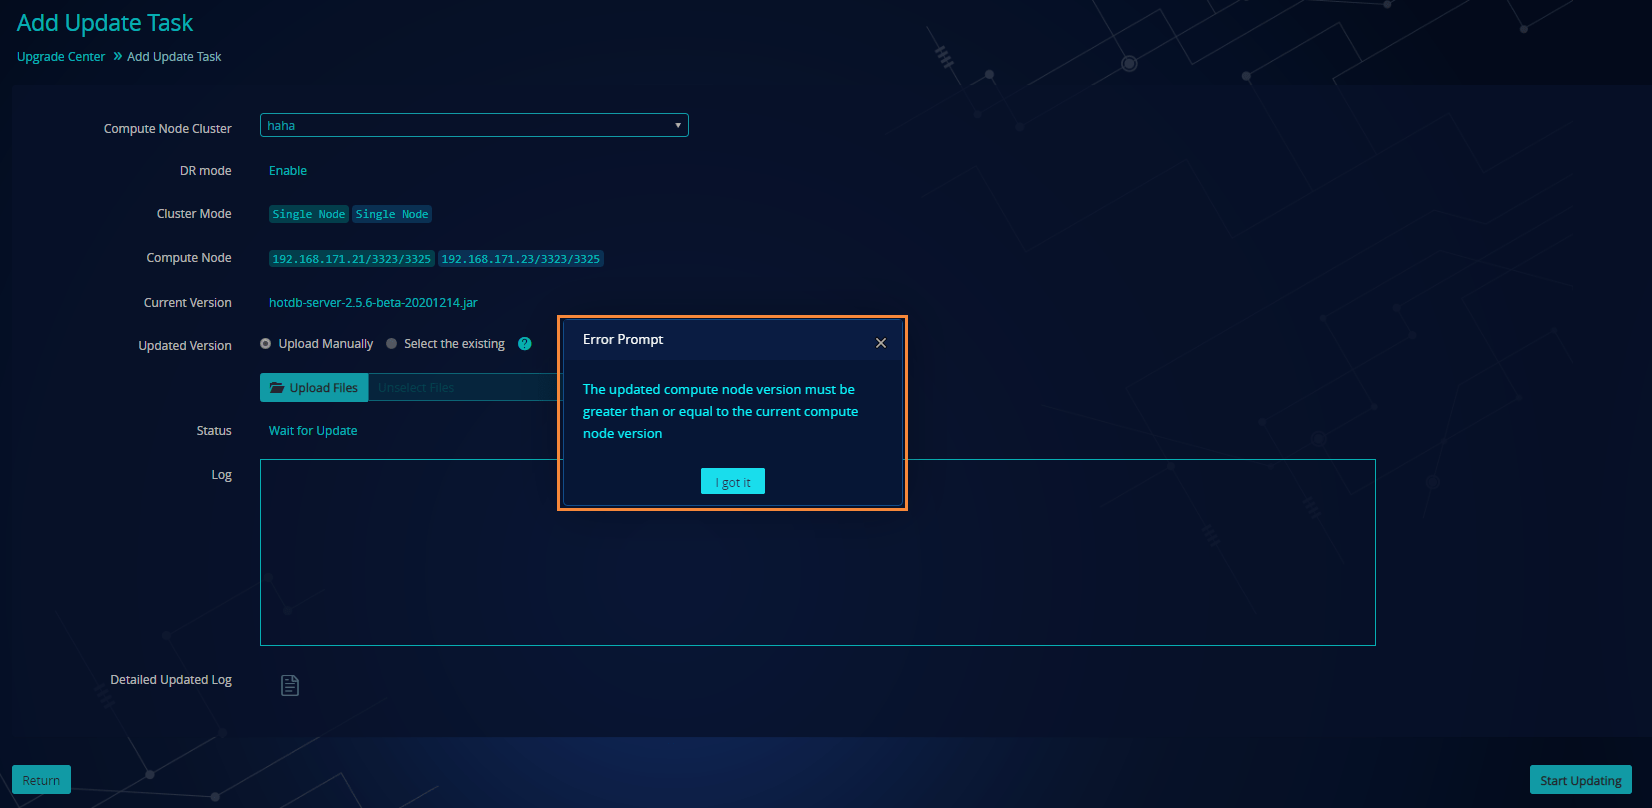 Add Update Task
Upgrade Center » Add Update Task
Compute Node Cluster haha
DR mode Enable
Cluster Mode Single Node Single Node
Compute Node 192.168.171.21/3323/3325 192.168.171.23/3323/3325
Current Version hotdb-server-2.5.6-beta-20201214.jar
Updated Version Upload Manually Select the existing ?
Upload Files Unselect Files
Status Wait for Update
Log
Error Prompt
The updated compute node version must be
greater than or equal to the current compute
node version
I got it
Detailed Updated Log
Return Start Updating